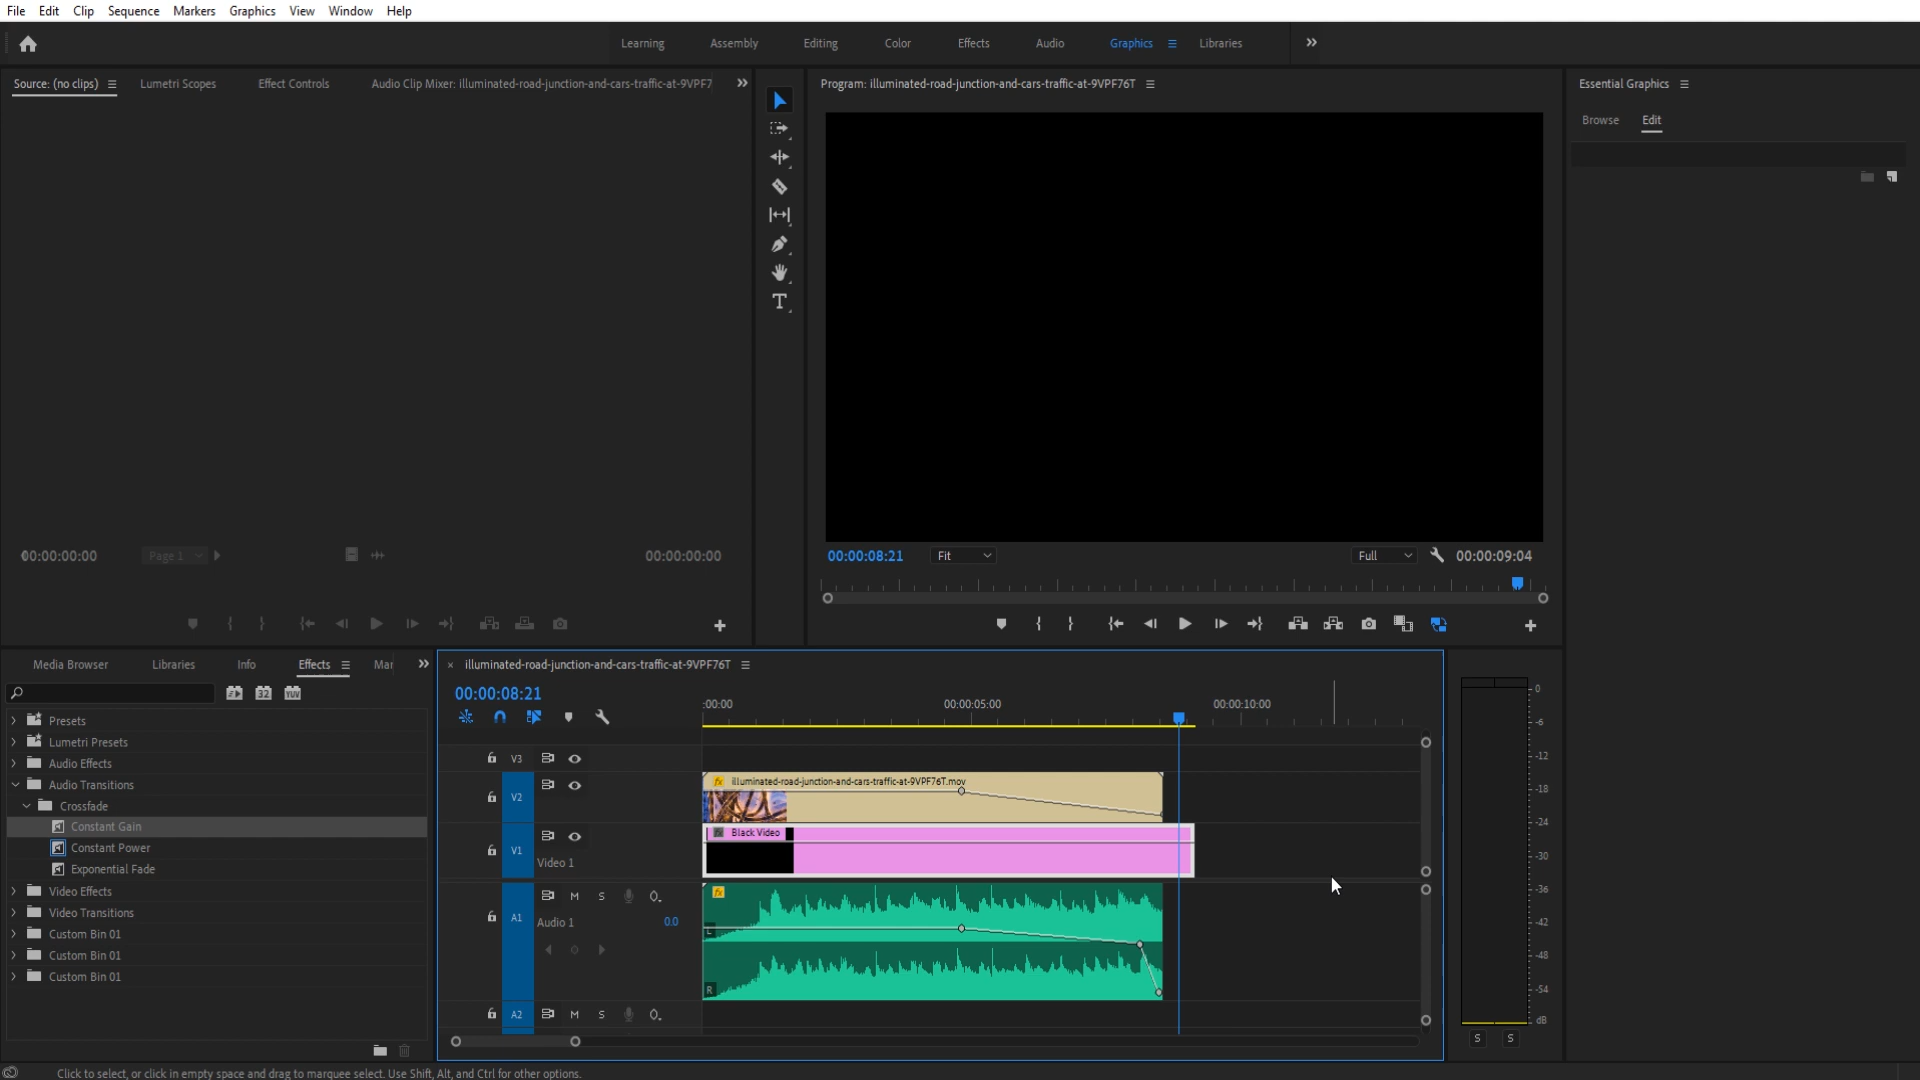 File Edit Clip Sequence Markers Graphics View Window Help
Learning Assembly Editing Color Effects Audio Graphics Libraries
Source: (no clips) Lumetri Scopes Effect Controls Audio Clip Mixer: illuminated-road-junction-and-cars-traffic-at-9VPF7
Program: illuminated-road-junction-and-cars-traffic-at-9VPF76T
Essential Graphics
Browse Edit
T
00:00:00:00 Page 1 00:00:00:00
00:00:08:21 Fit Full 00:00:09:04
Media Browser Libraries Info Effects Mar
Presets
Lumetri Presets
Audio Effects
Audio Transitions
Crossfade
Constant Gain
Constant Power
Exponential Fade
Video Effects
Video Transitions
Custom Bin 01
Custom Bin 01
Custom Bin 01
32 YUV
illuminated-road-junction-and-cars-traffic-at-9VPF76T
00:00:08:21
:00:00 00:00:05:00 00:00:10:00
V3
V2 fx illuminated-road-junction-and-cars-traffic-at-9VPF76T.mov
V1 Video 1 fx Black Video
A1 M S Audio 1 0.0 fx L R
A2 M S
0
-6
-12
-18
-24
-30
-36
-42
-48
-54
dB
S S
Click to select, or click in empty space and drag to marquee select. Use Shift, Alt, and Ctrl for other options.